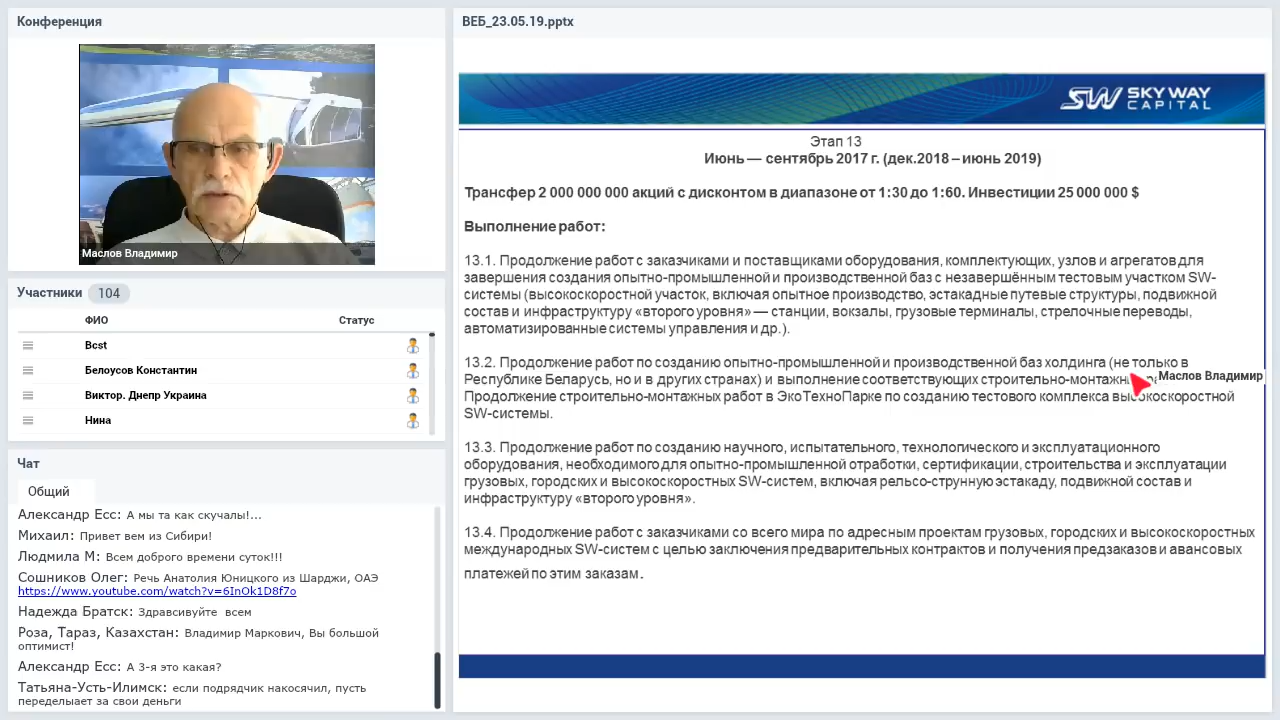 Конференция
Маслов Владимир
Участники 104
ФИО Статус
Bcst
Белоусов Константин
Виктор. Днепр Украина
Нина
Чат
Общий
Александр Есс: А мы та как скучалы!...
Михаил: Привет вем из Сибири!
Людмила М: Всем доброго времени суток!!!
Сошников Олег: Речь Анатолия Юницкого из Шарджи, ОАЭ
https://www.youtube.com/watch?v=6InOk1D8f7o
Надежда Братск: Здравсивуйте всем
Роза, Тараз, Казахстан: Владимир Маркович, Вы большой
оптимист!
Александр Есс: А 3-я это какая?
Татьяна-Усть-Илимск: если подрядчик накосячил, пусть
переделыает за свои деньги
ВЕБ_23.05.19.pptx
SW SKY WAY
CAPITAL
Этап 13
Июнь — сентябрь 2017 г. (дек.2018 – июнь 2019)
Трансфер 2 000 000 000 акций с дисконтом в диапазоне от 1:30 до 1:60. Инвестиции 25 000 000 $
Выполнение работ:
13.1. Продолжение работ с заказчиками и поставщиками оборудования, комплектующих, узлов и агрегатов для
завершения создания опытно-промышленной и производственной баз с незавершённым тестовым участком SW-
системы (высокоскоростной участок, включая опытное производство, эстакадные путевые структуры, подвижной
состав и инфраструктуру «второго уровня» — станции, вокзалы, грузовые терминалы, стрелочные переводы,
автоматизированные системы управления и др.).
13.2. Продолжение работ по созданию опытно-промышленной и производственной баз холдинга (не только в
Республике Беларусь, но и в других странах) и выполнение соответствующих Маслов Владимир
Продолжение строительно-монтажных работ в ЭкоТехноПарке по созданию тестового комплекса высокоскоростной
SW-системы.
13.3. Продолжение работ по созданию научного, испытательного, технологического и эксплуатационного
оборудования, необходимого для опытно-промышленной отработки, сертификации, строительства и эксплуатации
грузовых, городских и высокоскоростных SW-систем, включая рельсо-струнную эстакаду, подвижной состав и
инфраструктуру «второго уровня».
13.4. Продолжение работ с заказчиками со всего мира по адресным проектам грузовых, городских и высокоскоростных
международных SW-систем с целью заключения предварительных контрактов и получения предзаказов и авансовых
платежей по этим заказам.